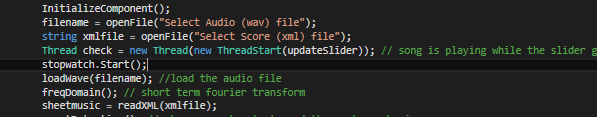 InitializeComponent();
filename = openFile("Select Audio (wav) file");
string xmlfile = openFile("Select Score (xml) file");
Thread check = new Thread(new ThreadStart(updateSlider)); // song is playing while the slider g
stopwatch.Start();
loadWave(filename); //load the audio file
freqDomain(); // short term fourier transform
sheetmusic = readXML(xmlfile);